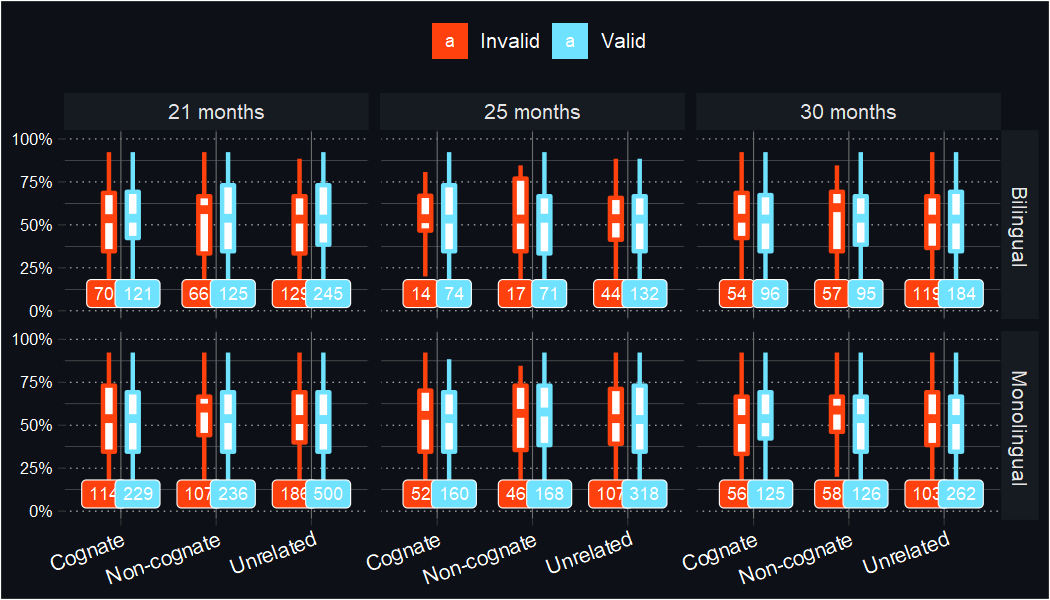 a Invalid a Valid
21 months 25 months 30 months
100%
75%
50%
25%
0%
Bilingual
70 121 66 125 129 245 14 74 17 71 44 132 54 96 57 95 119 184
100%
75%
50%
25%
0%
Monolingual
114 229 107 236 186 500 52 160 46 168 107 318 56 125 58 126 103 262
Cognate Non-cognate Unrelated Cognate Non-cognate Unrelated Cognate Non-cognate Unrelated